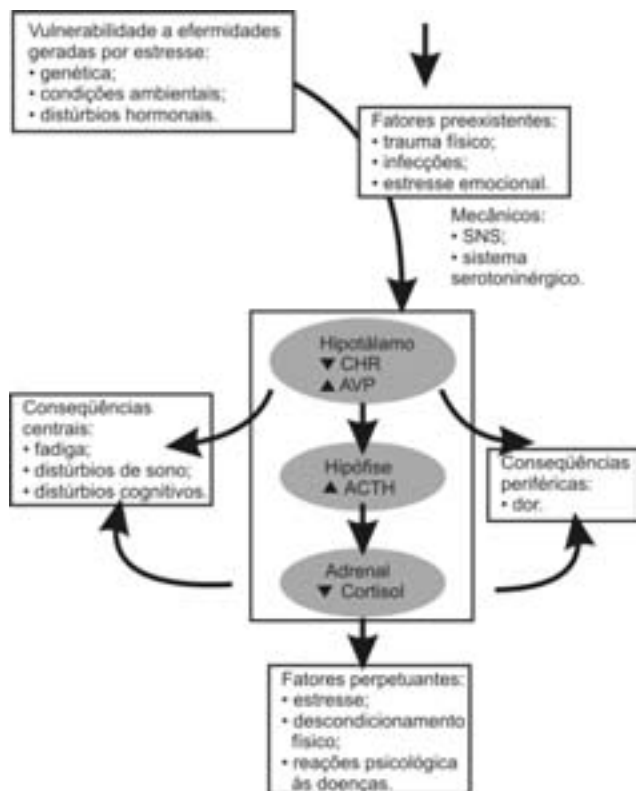 Vulnerabilidade a efermidades
geradas por estresse:
• genética;
• condições ambientais;
• distúrbios hormonais.
Fatores preexistentes:
• trauma físico;
• infecções;
• estresse emocional.
Mecânicos:
• SNS;
• sistema
serotoninérgico.
Hipotálamo
▼ CHR
▲ AVP
Conseqüências
centrais:
• fadiga;
• distúrbios de sono;
• distúrbios cognitivos.
Hipófise
▲ ACTH
Conseqüências
periféricas:
• dor.
Adrenal
▼ Cortisol
Fatores perpetuantes:
• estresse;
• descondicionamento
físico;
• reações psicológica
às doenças.